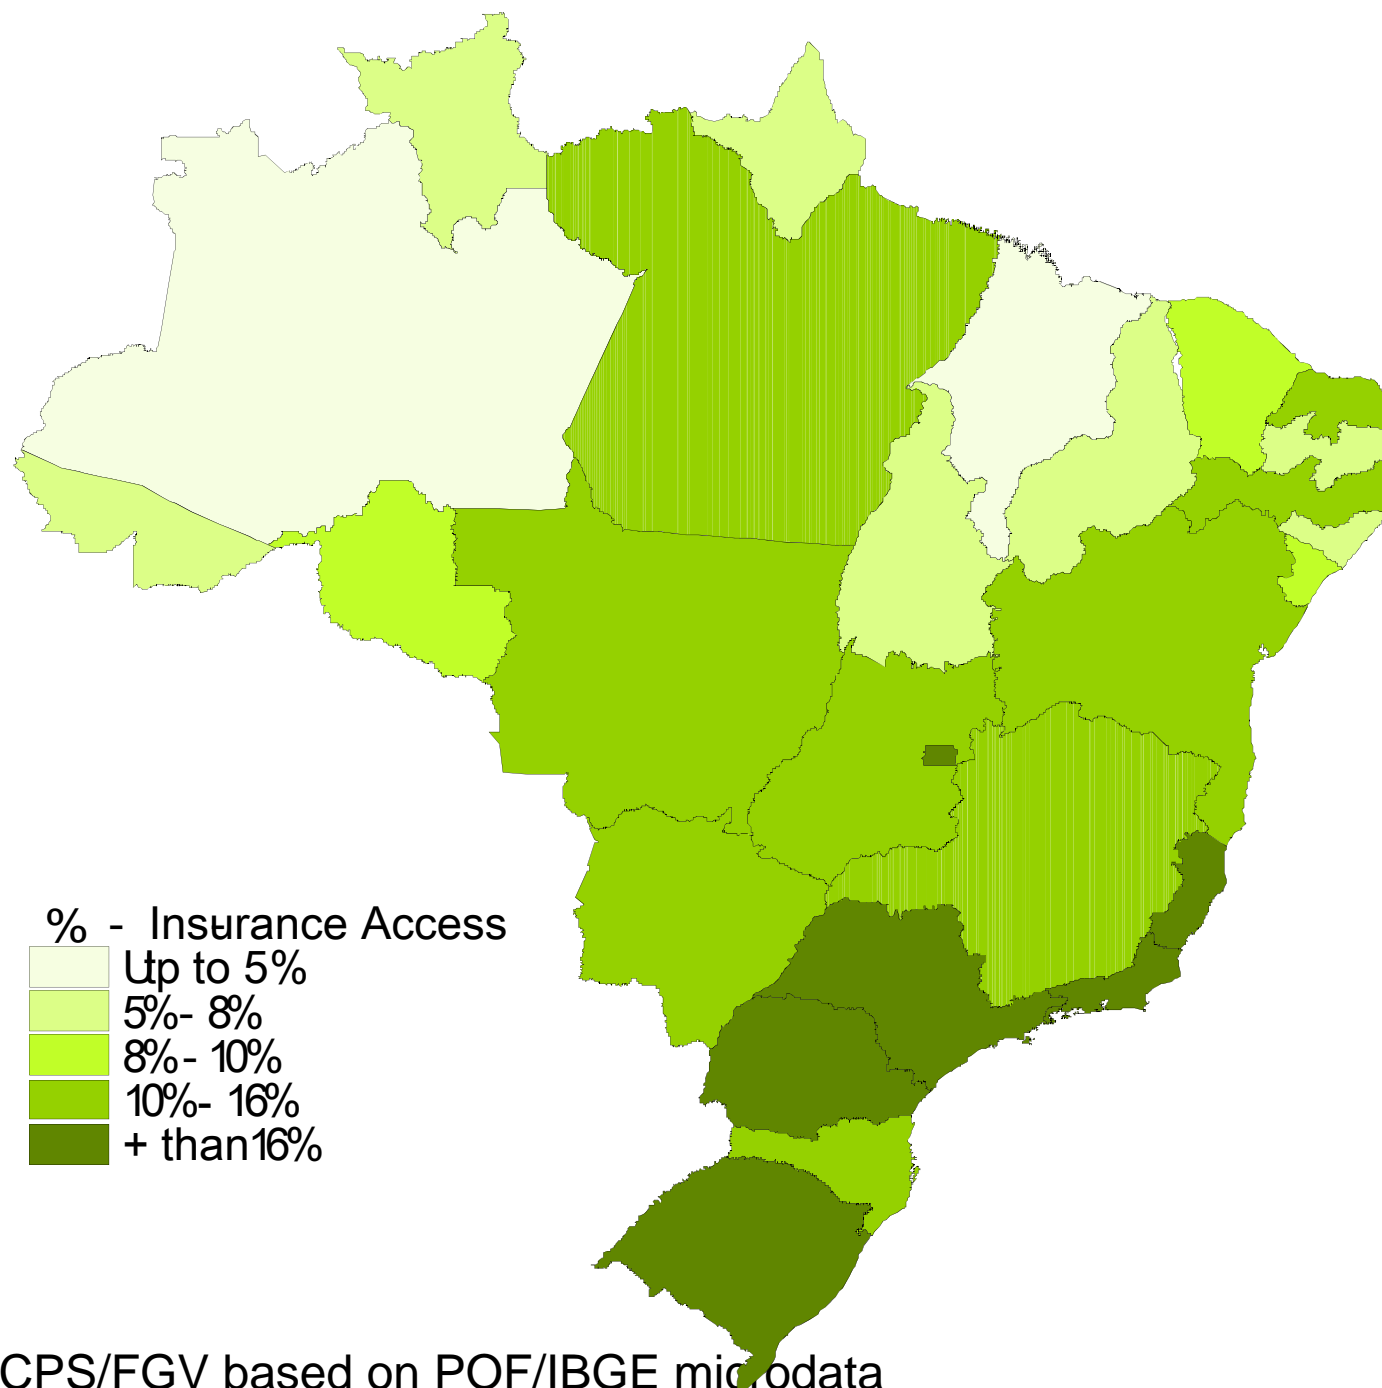 % - Insurance Access
Up to 5%
5%- 8%
8%- 10%
10%- 16%
+ than16%
CPS/FGV based on POF/IBGE microdata